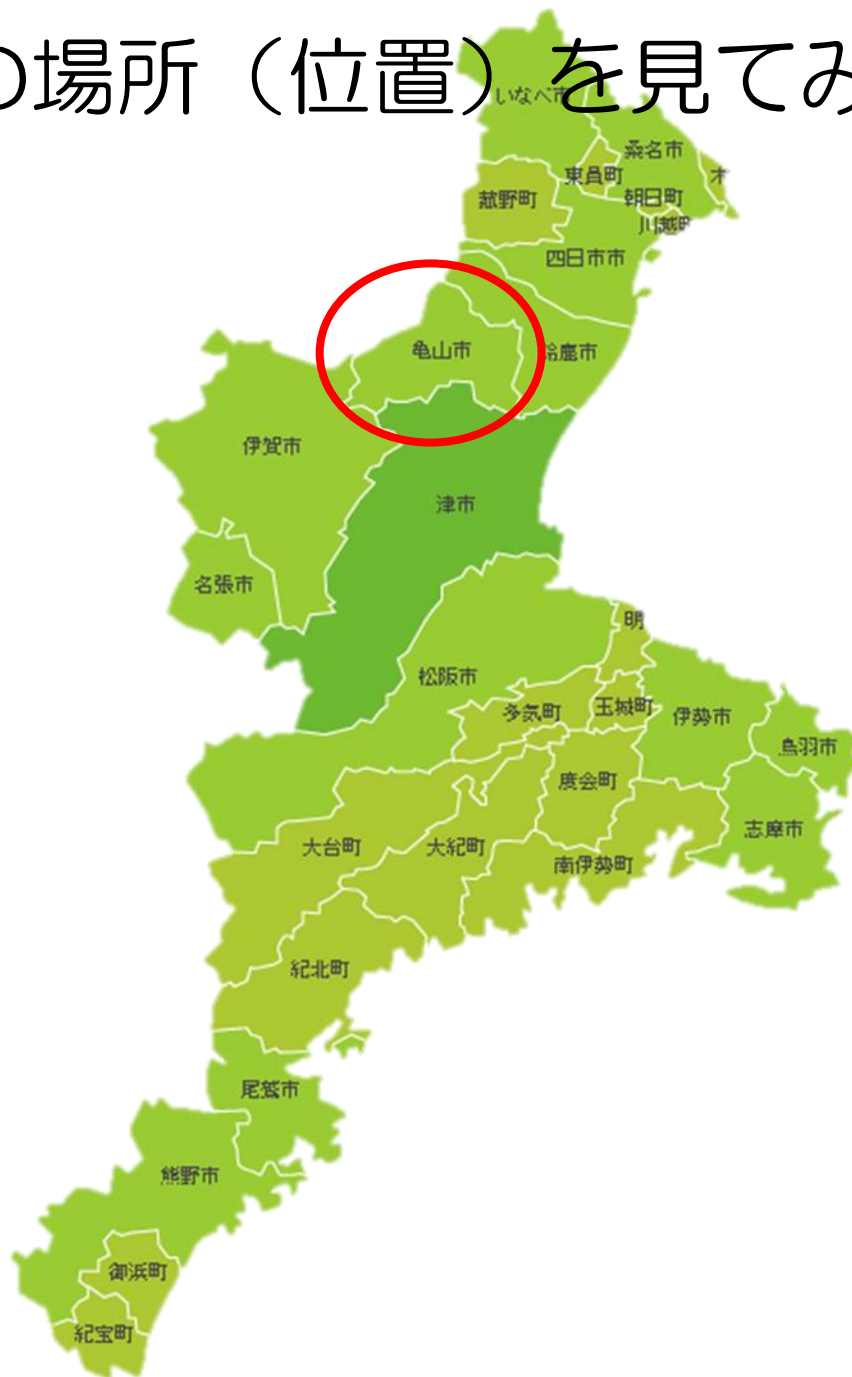 の場所（位置）を見てみ
いなべ市
桑名市
東員町
木
菰野町
朝日町
川越町
四日市市
亀山市
鈴鹿市
伊賀市
津市
名張市
明
松阪市
多気町
玉城町
伊勢市
鳥羽市
度会町
志摩市
大台町
大紀町
南伊勢町
紀北町
尾鷲市
熊野市
御浜町
紀宝町